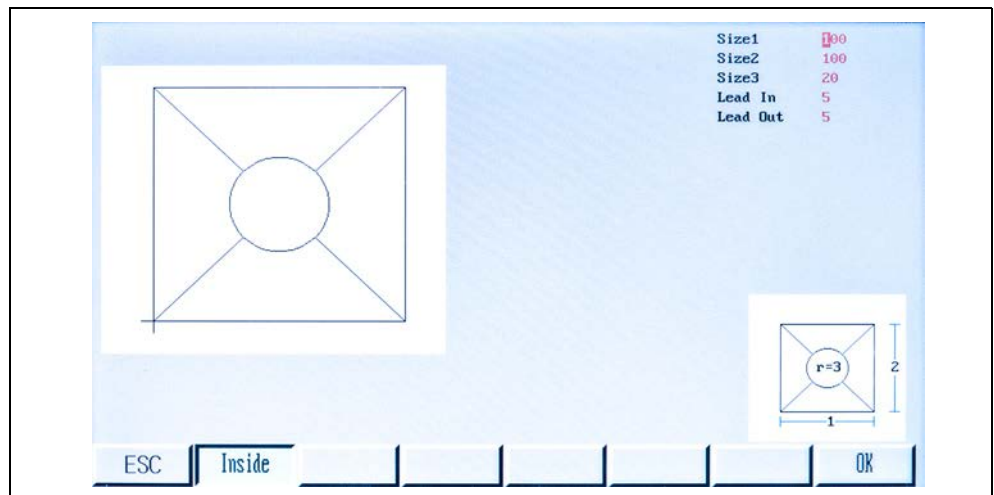 Size1 100
Size2 100
Size3 20
Lead In 5
Lead Out 5
r=3
2
1
ESC Inside OK